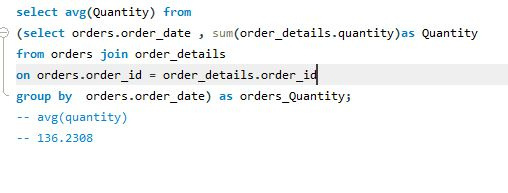 select avg(Quantity) from
(select orders.order_date , sum(order_details.quantity)as Quantity
from orders join order_details
on orders.order_id = order_details.order_id
group by  orders.order_date) as orders_Quantity;
-- avg(quantity)
-- 136.2308